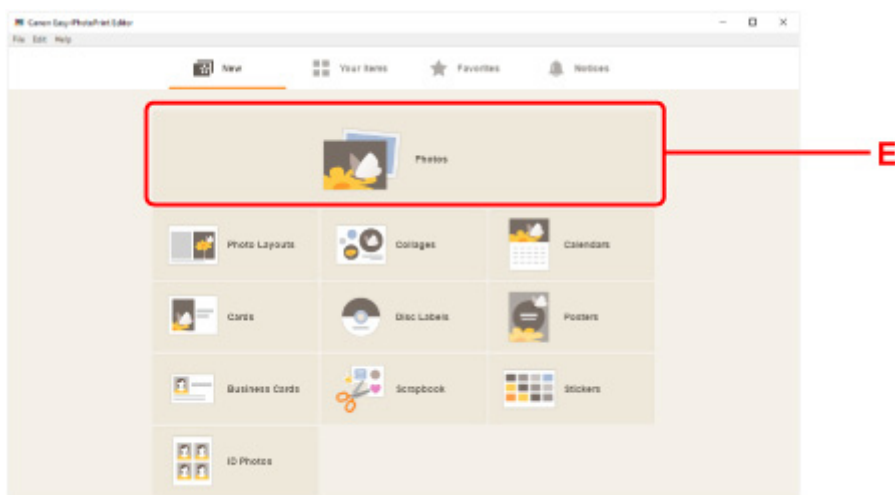 Canon Easy-PhotoPrint Editor
File Edit Help
New Your Items Favorites Notices
Photos
E
Photo Layouts Collages Calendars
Cards Disc Labels Posters
Business Cards Scrapbook Stickers
ID Photos